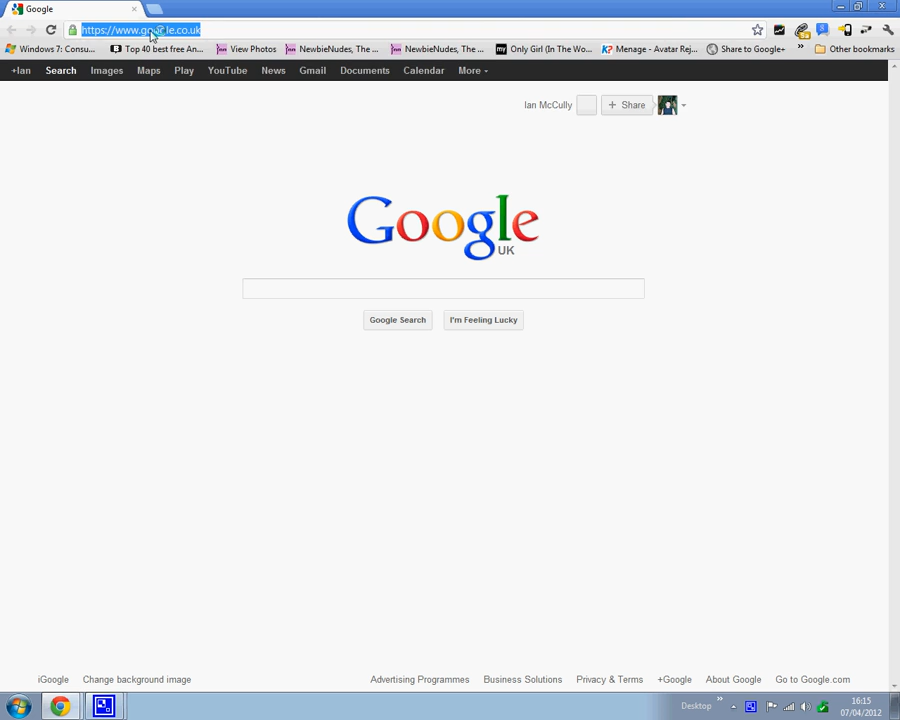 Google
https://www.google.co.uk
Windows 7: Consu... Top 40 best free An... View Photos NewbieNudes, The ... NewbieNudes, The ... Only Girl (In The Wo... Menage - Avatar Rej... Share to Google+ » Other bookmarks
+Ian Search Images Maps Play YouTube News Gmail Documents Calendar More
Ian McCully + Share
Google
UK
Google Search I'm Feeling Lucky
iGoogle Change background image Advertising Programmes Business Solutions Privacy & Terms +Google About Google Go to Google.com
Desktop » 16:15
07/04/2012